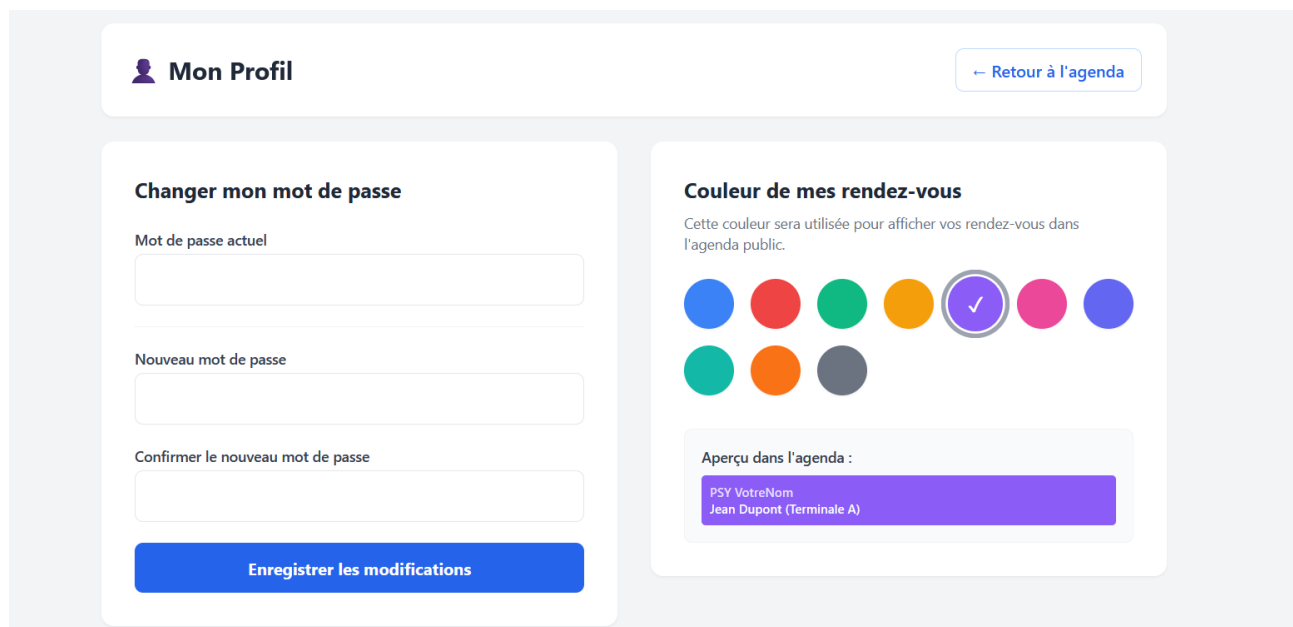 Mon Profil
← Retour à l'agenda
Changer mon mot de passe
Mot de passe actuel
Nouveau mot de passe
Confirmer le nouveau mot de passe
Enregistrer les modifications
Couleur de mes rendez-vous
Cette couleur sera utilisée pour afficher vos rendez-vous dans
l'agenda public.
✓
Aperçu dans l'agenda :
PSY VotreNom
Jean Dupont (Terminale A)